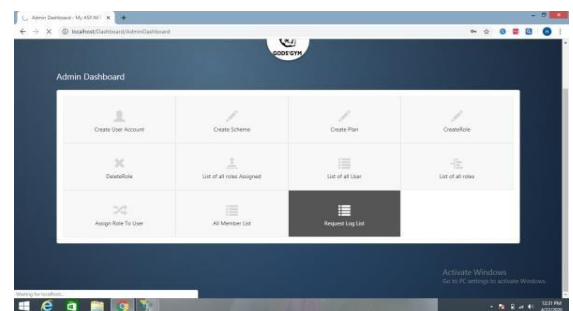 Admin Dashboard - My ASP.NET
localhost/Dashboard/AdminDashboard
GODS'GYM
Admin Dashboard
Create User Account
Create Scheme
Create Plan
CreateRole
DeleteRole
List of all roles Assigned
List of all User
List of all roles
Assign Role To User
All Member List
Request Log List
Activate Windows
Go to PC settings to activate Windows.
Waiting for localhost...
12:31 PM